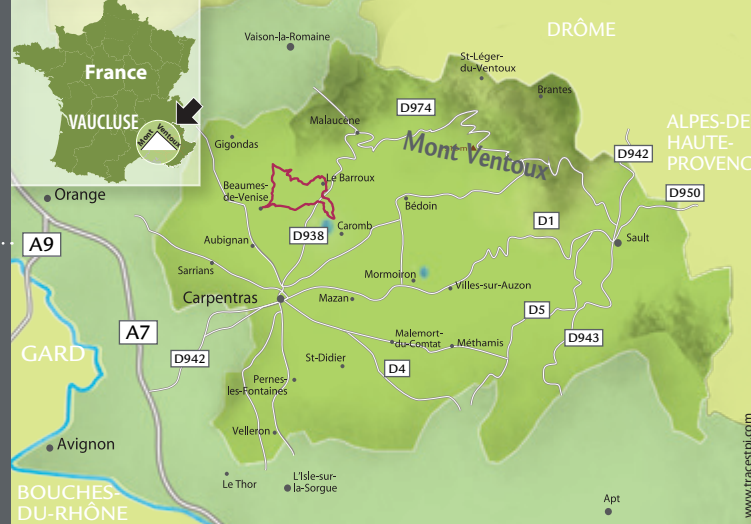 France
VAUCLUSE
Mont Ventoux
Vaison-la-Romaine
DRÔME
St-Léger-
du-Ventoux
Brantes
D974
Malaucène
Mont Ventoux
ALPES-DE
HAUTE-
PROVENC
D942
D950
Gigondas
Orange
Beaumes-
de-Venise
Le Barroux
Bédoin
D1
A9
Aubignan
D938
Caromb
Sault
Sarrians
Mormoiron
Villes-sur-Auzon
Carpentras
Mazan
D5
A7
D943
GARD
D942
Malemort-
du-Comtat
Méthamis
St-Didier
D4
Pernes-
les-Fontaines
Velleron
Avignon
Le Thor
L'Isle-sur-
la-Sorgue
BOUCHES-
DU-RHÔNE
Apt
www.tracestpi.com